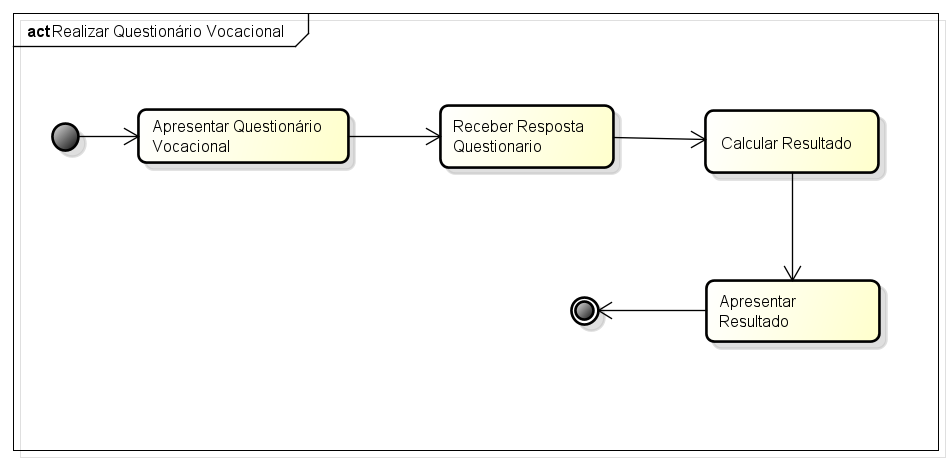 act Realizar Questionário Vocacional
Apresentar Questionário
Vocacional
Receber Resposta
Questionario
Calcular Resultado
Apresentar
Resultado